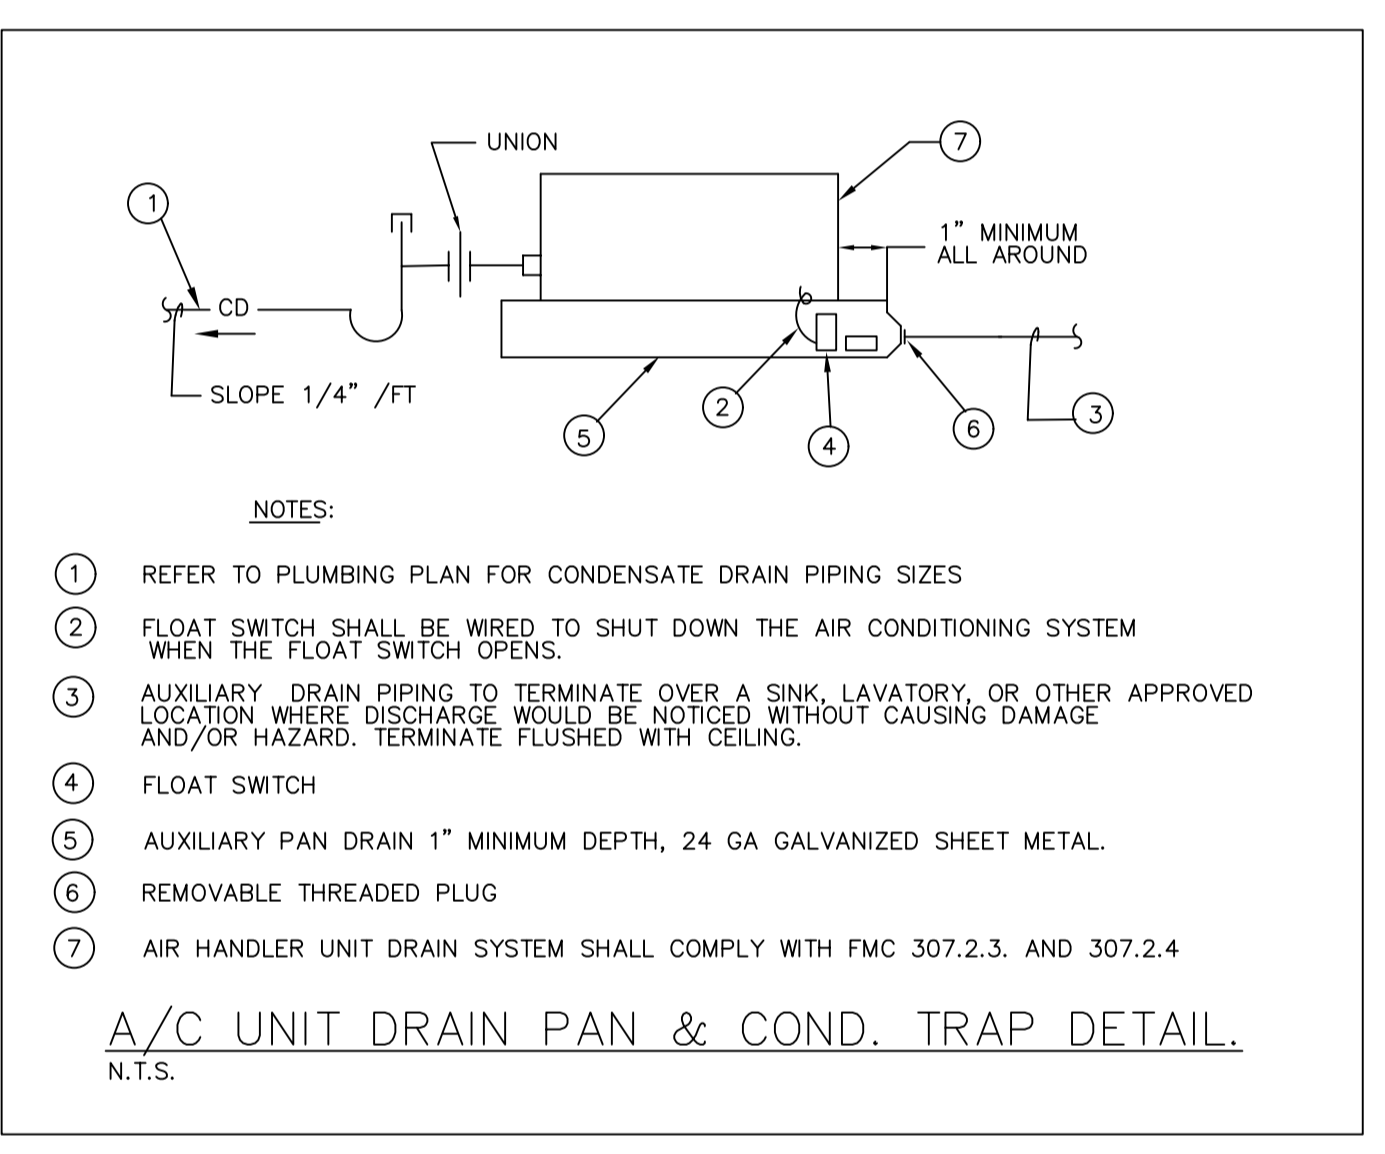 UNION
7
1
1" MINIMUM
ALL AROUND
CD
SLOPE 1/4" /FT
2
3
5
4
6
NOTES:
1 REFER TO PLUMBING PLAN FOR CONDENSATE DRAIN PIPING SIZES
2 FLOAT SWITCH SHALL BE WIRED TO SHUT DOWN THE AIR CONDITIONING SYSTEM
WHEN THE FLOAT SWITCH OPENS.
3 AUXILIARY DRAIN PIPING TO TERMINATE OVER A SINK, LAVATORY, OR OTHER APPROVED
LOCATION WHERE DISCHARGE WOULD BE NOTICED WITHOUT CAUSING DAMAGE
AND/OR HAZARD. TERMINATE FLUSHED WITH CEILING.
4 FLOAT SWITCH
5 AUXILIARY PAN DRAIN 1" MINIMUM DEPTH, 24 GA GALVANIZED SHEET METAL.
6 REMOVABLE THREADED PLUG
7 AIR HANDLER UNIT DRAIN SYSTEM SHALL COMPLY WITH FMC 307.2.3. AND 307.2.4
A/C UNIT DRAIN PAN & COND. TRAP DETAIL.
N.T.S.